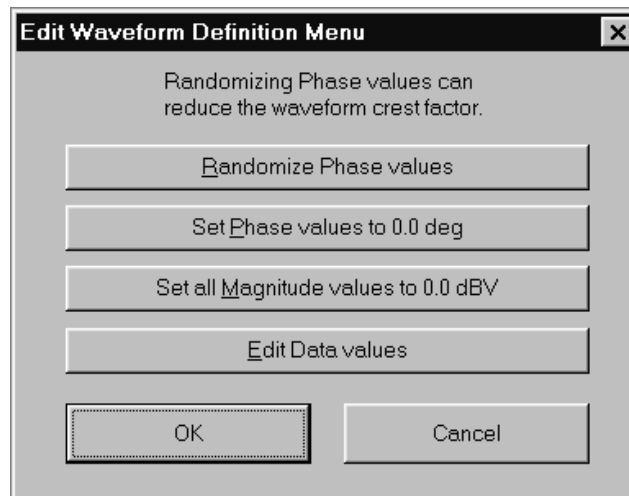 Edit Waveform Definition Menu
Randomizing Phase values can
reduce the waveform crest factor.
Randomize Phase values
Set Phase values to 0.0 deg
Set all Magnitude values to 0.0 dBV
Edit Data values
OK
Cancel